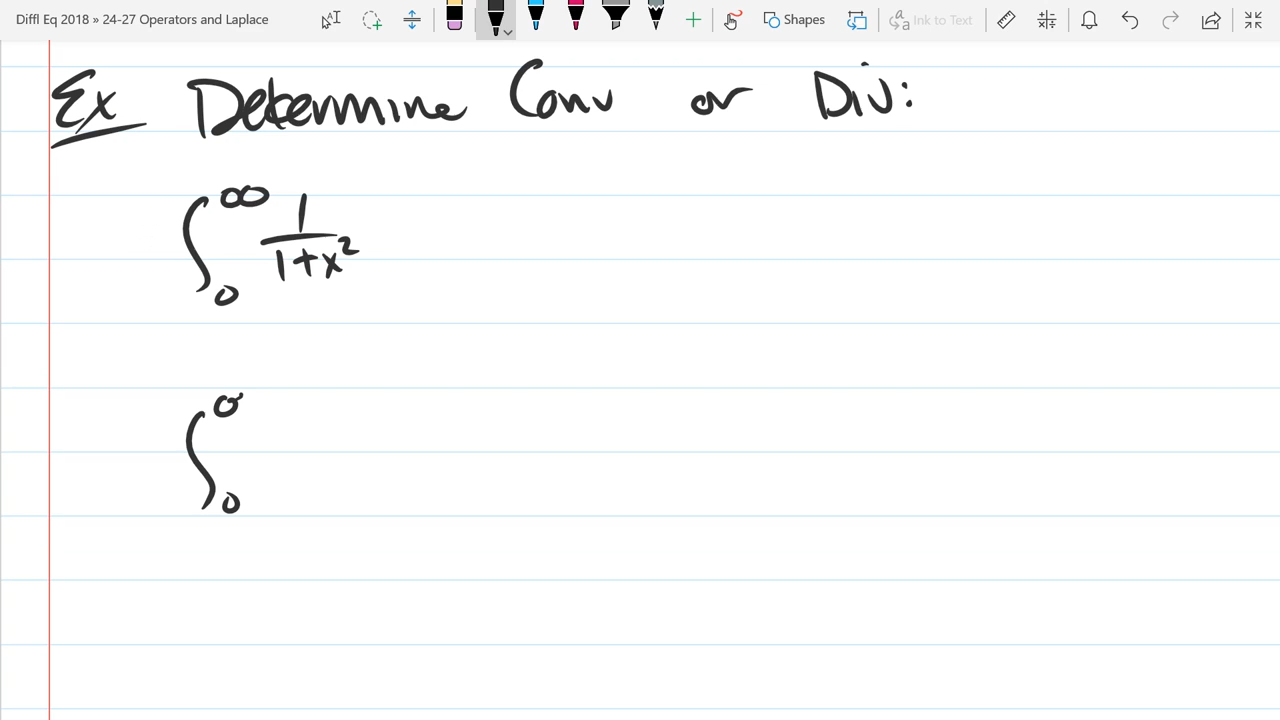 Diffl Eq 2018 » 24-27 Operators and Laplace
Shapes
Ink to Text
Ex Determine Conv or Div:
∫₀^∞ 1/(1+x²)
∫₀